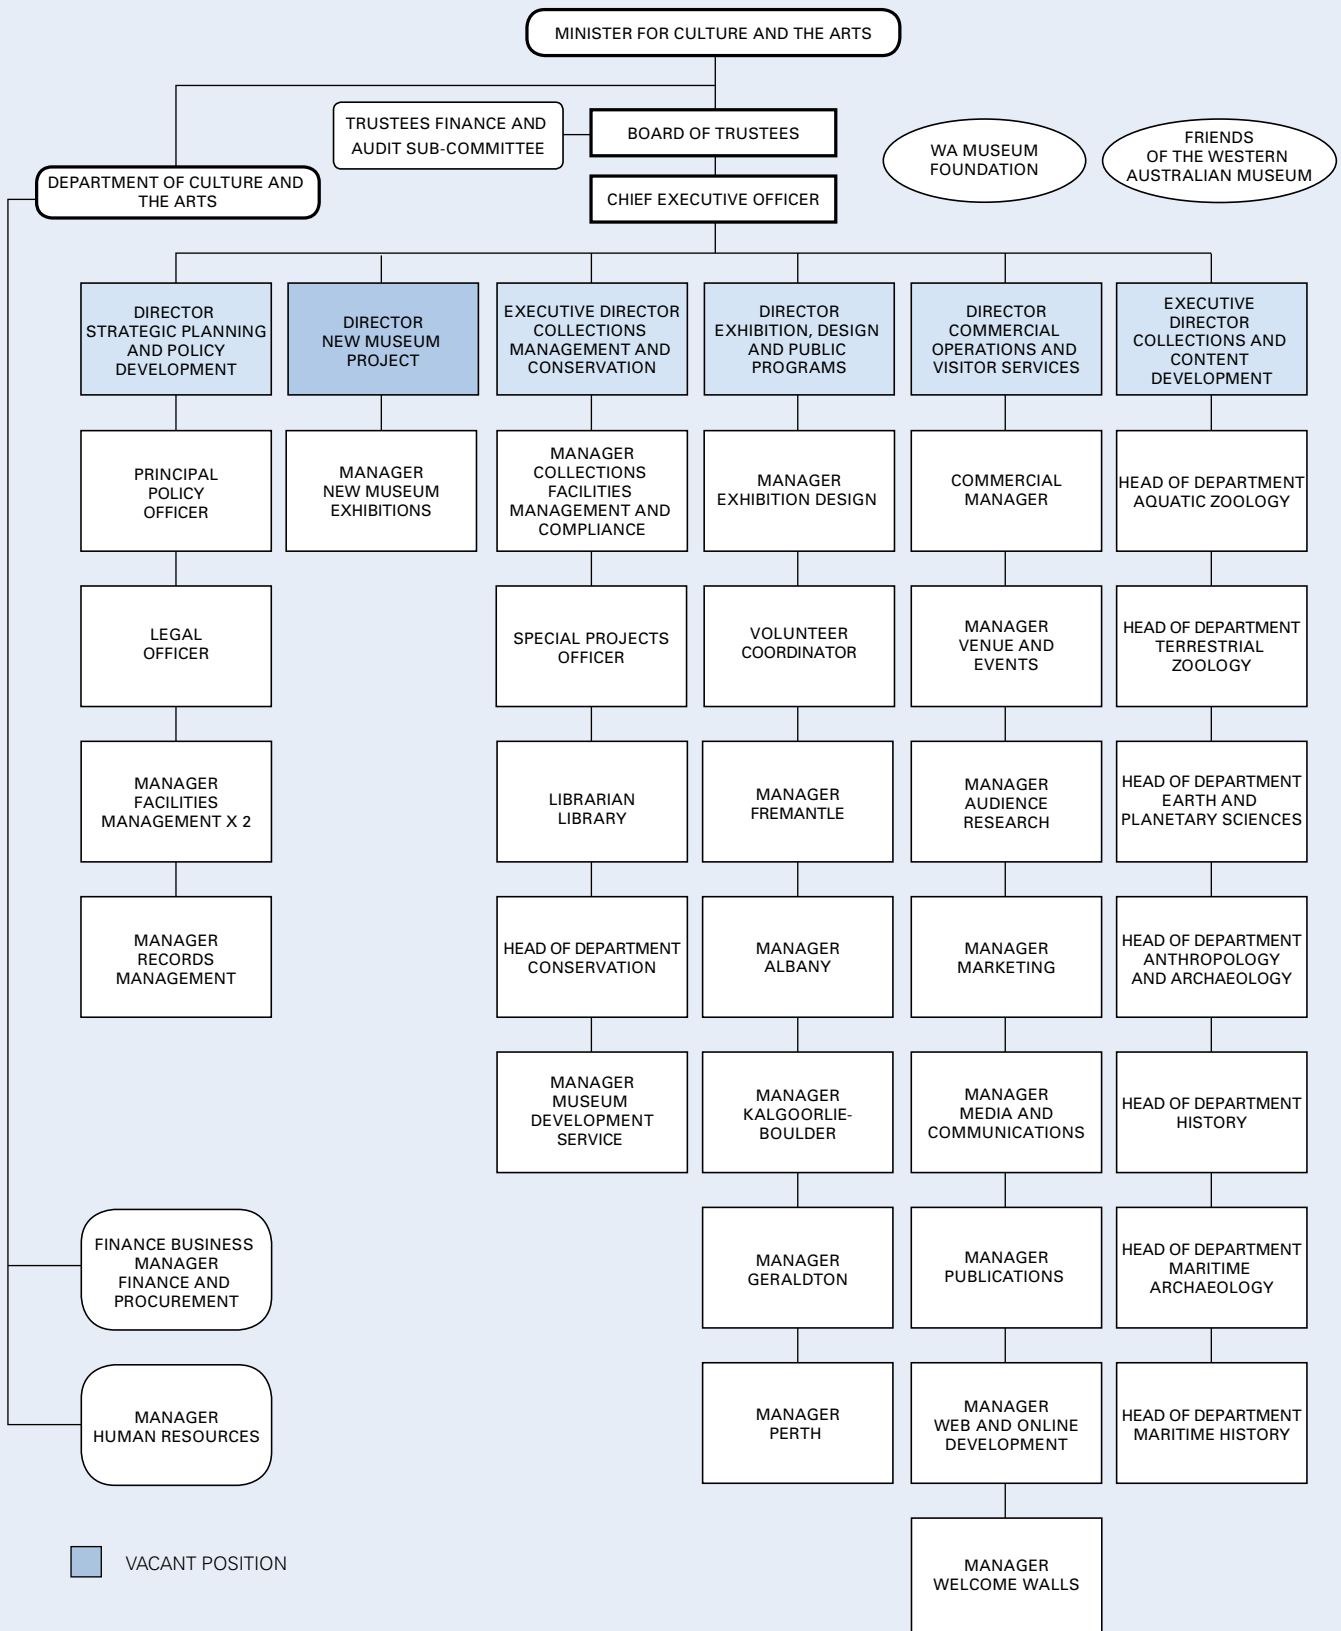 MINISTER FOR CULTURE AND THE ARTS
TRUSTEES FINANCE AND
AUDIT SUB-COMMITTEE
BOARD OF TRUSTEES
WA MUSEUM
FOUNDATION
FRIENDS
OF THE WESTERN
AUSTRALIAN MUSEUM
DEPARTMENT OF CULTURE AND
THE ARTS
CHIEF EXECUTIVE OFFICER
DIRECTOR
STRATEGIC PLANNING
AND POLICY
DEVELOPMENT
DIRECTOR
NEW MUSEUM
PROJECT
EXECUTIVE DIRECTOR
COLLECTIONS
MANAGEMENT AND
CONSERVATION
DIRECTOR
EXHIBITION, DESIGN
AND PUBLIC
PROGRAMS
DIRECTOR
COMMERCIAL
OPERATIONS AND
VISITOR SERVICES
EXECUTIVE
DIRECTOR
COLLECTIONS AND
CONTENT
DEVELOPMENT
PRINCIPAL
POLICY
OFFICER
MANAGER
NEW MUSEUM
EXHIBITIONS
MANAGER
COLLECTIONS
FACILITIES
MANAGEMENT AND
COMPLIANCE
MANAGER
EXHIBITION DESIGN
COMMERCIAL
MANAGER
HEAD OF DEPARTMENT
AQUATIC ZOOLOGY
LEGAL
OFFICER
SPECIAL PROJECTS
OFFICER
VOLUNTEER
COORDINATOR
MANAGER
VENUE AND
EVENTS
HEAD OF DEPARTMENT
TERRESTRIAL
ZOOLOGY
MANAGER
FACILITIES
MANAGEMENT X 2
LIBRARIAN
LIBRARY
MANAGER
FREMANTLE
MANAGER
AUDIENCE
RESEARCH
HEAD OF DEPARTMENT
EARTH AND
PLANETARY SCIENCES
MANAGER
RECORDS
MANAGEMENT
HEAD OF DEPARTMENT
CONSERVATION
MANAGER
ALBANY
MANAGER
MARKETING
HEAD OF DEPARTMENT
ANTHROPOLOGY
AND ARCHAEOLOGY
MANAGER
MUSEUM
DEVELOPMENT
SERVICE
MANAGER
KALGOORLIE-
BOULDER
MANAGER
MEDIA AND
COMMUNICATIONS
HEAD OF DEPARTMENT
HISTORY
FINANCE BUSINESS
MANAGER
FINANCE AND
PROCUREMENT
MANAGER
GERALDTON
MANAGER
PUBLICATIONS
HEAD OF DEPARTMENT
MARITIME
ARCHAEOLOGY
MANAGER
HUMAN RESOURCES
MANAGER
PERTH
MANAGER
WEB AND ONLINE
DEVELOPMENT
HEAD OF DEPARTMENT
MARITIME HISTORY
VACANT POSITION
MANAGER
WELCOME WALLS